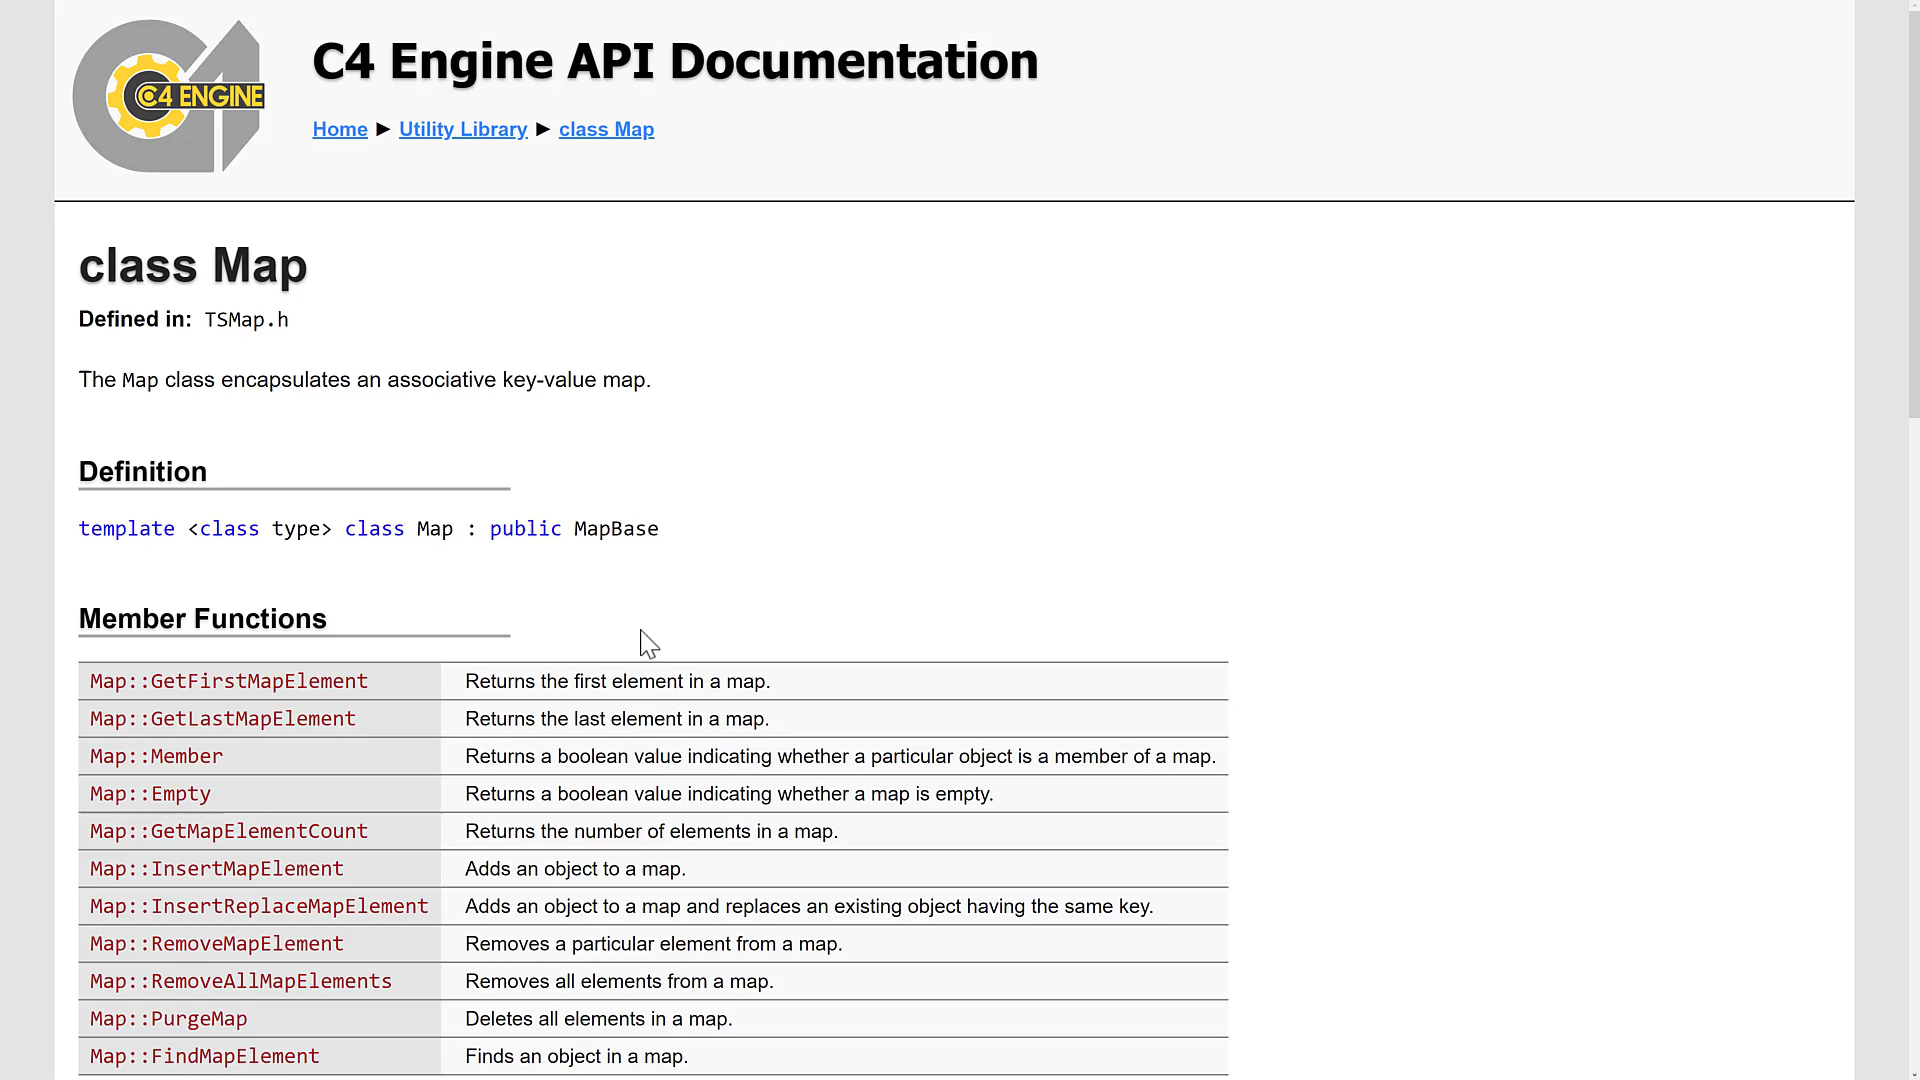 C4 ENGINE
C4 Engine API Documentation
Home ► Utility Library ► class Map
class Map
Defined in: TSMap.h
The Map class encapsulates an associative key-value map.
Definition
template <class type> class Map : public MapBase
Member Functions
Map::GetFirstMapElement Returns the first element in a map.
Map::GetLastMapElement Returns the last element in a map.
Map::Member Returns a boolean value indicating whether a particular object is a member of a map.
Map::Empty Returns a boolean value indicating whether a map is empty.
Map::GetMapElementCount Returns the number of elements in a map.
Map::InsertMapElement Adds an object to a map.
Map::InsertReplaceMapElement Adds an object to a map and replaces an existing object having the same key.
Map::RemoveMapElement Removes a particular element from a map.
Map::RemoveAllMapElements Removes all elements from a map.
Map::PurgeMap Deletes all elements in a map.
Map::FindMapElement Finds an object in a map.